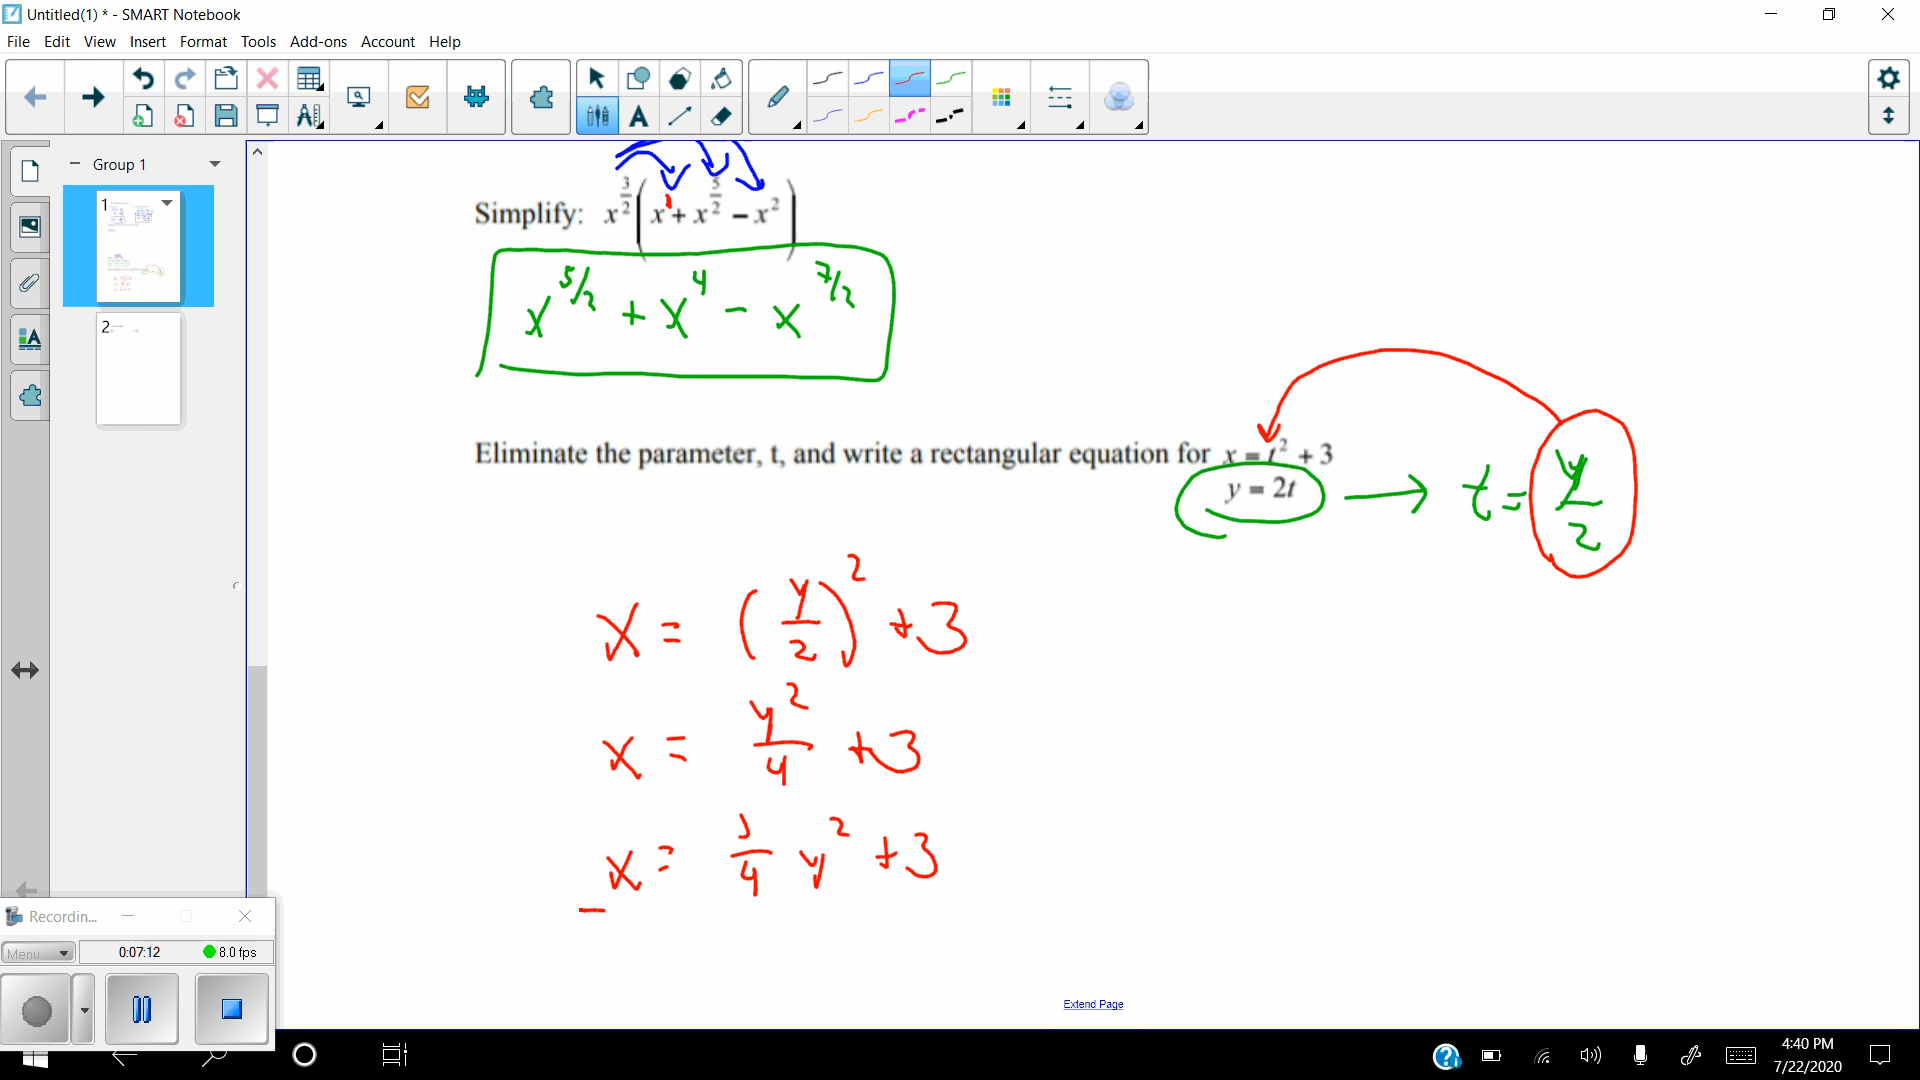 Untitled(1) * - SMART Notebook
File Edit View Insert Format Tools Add-ons Account Help
Group 1
1
2
Simplify: x^{3/2}(x^1 + x^{5/2} − x^2)
x^{5/2} + x^4 − x^{7/2}
Eliminate the parameter, t, and write a rectangular equation for x = t^2 + 3
y = 2t → t = y/2
x = (y/2)^2 + 3
x = y^2/4 + 3
x = 1/4 y^2 + 3
Extend Page
Recordin...
Menu 0:07:12 8.0 fps
4:40 PM
7/22/2020